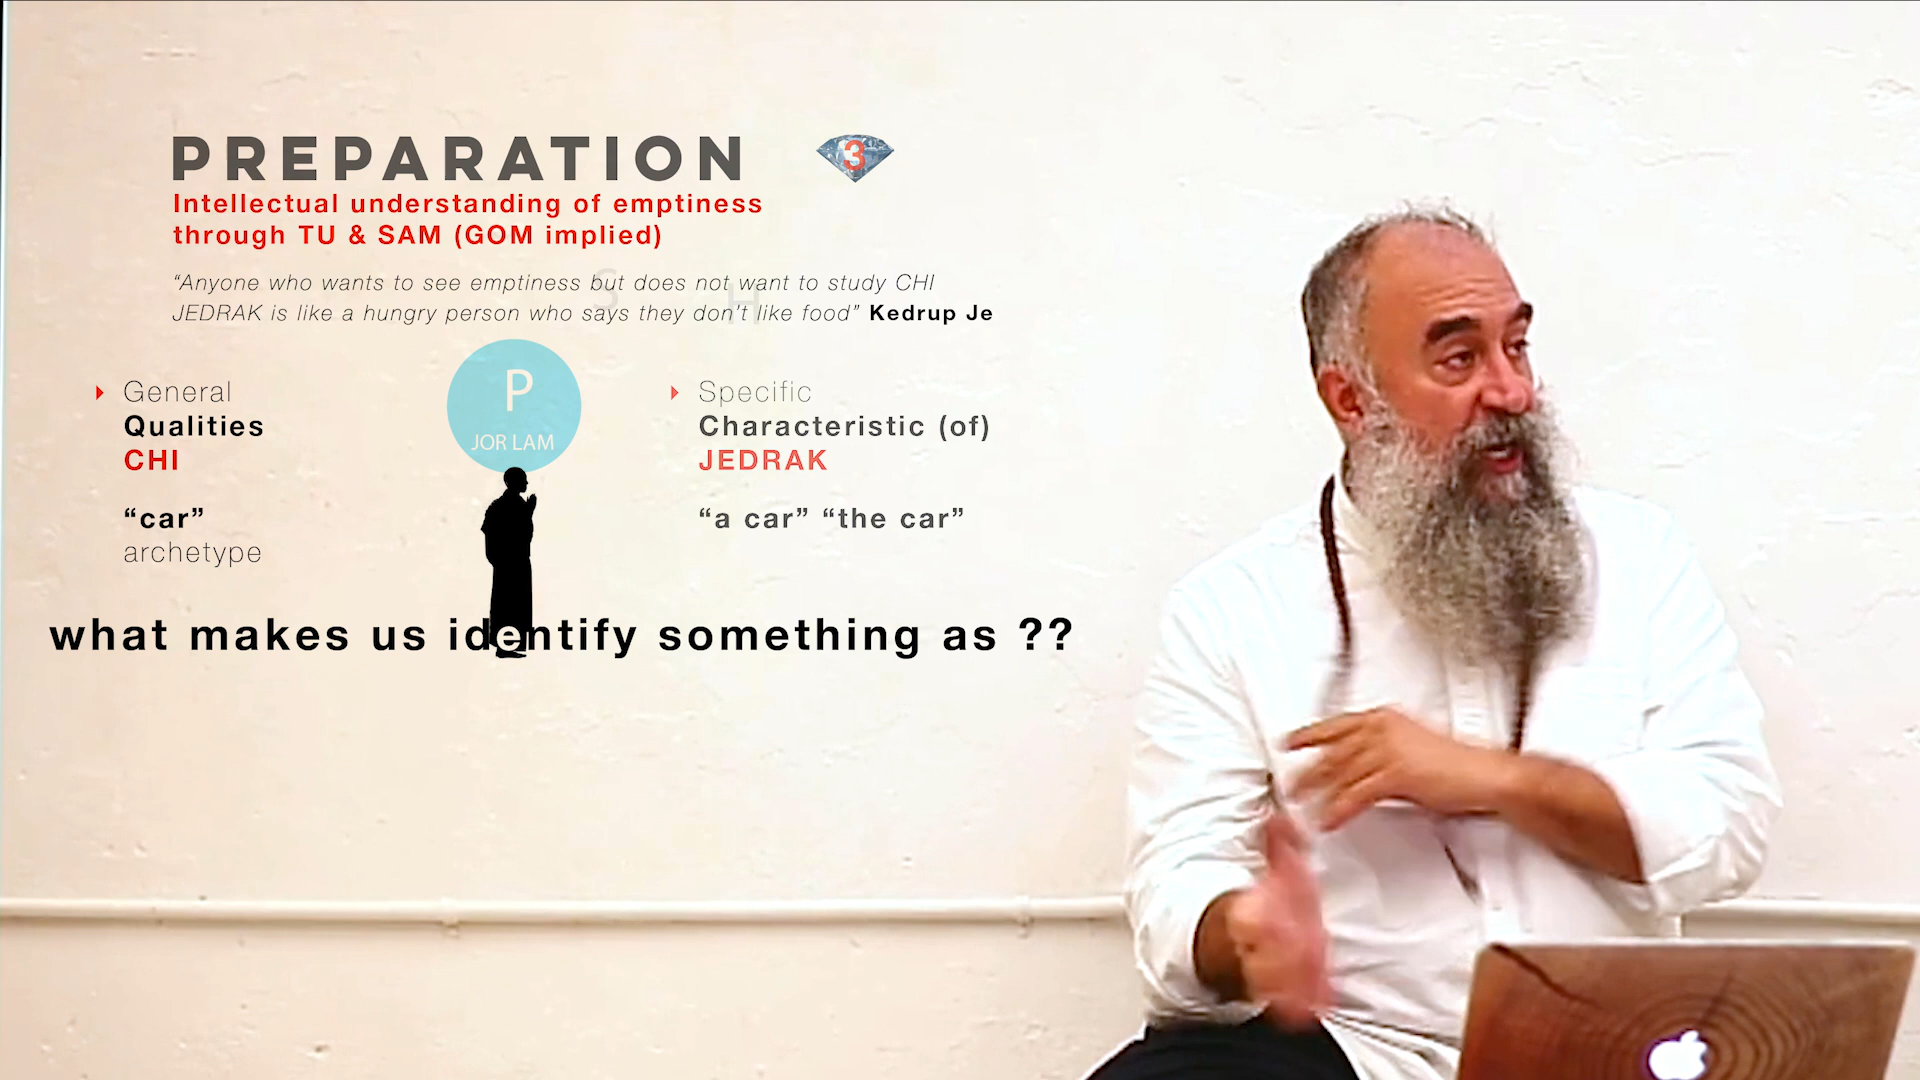 PREPARATION
3
Intellectual understanding of emptiness
through TU & SAM (GOM implied)
“Anyone who wants to see emptiness but does not want to study CHI
JEDRAK is like a hungry person who says they don’t like food” Kedrup Je
S H
P
JOR LAM
General
Qualities
CHI
“car”
archetype
Specific
Characteristic (of)
JEDRAK
“a car” “the car”
what makes us identify something as ??